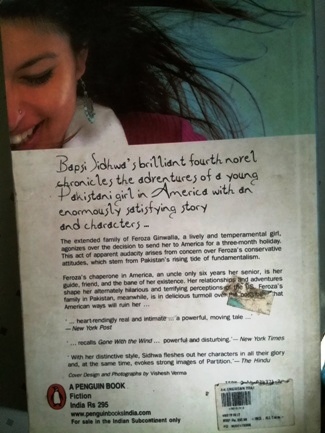 Bapsi Sidhwa's brilliant fourth novel
chronicles the adventures of a young
Pakistani girl in America with an
enormously satisfying story
and characters ...
The extended family of Feroza Ginwalla, a lively and temperamental girl,
agonizes over the decision to send her to America for a three-month holiday.
This act of apparent audacity arises from concern over Feroza's conservative
attitudes, which stem from Pakistan's rising tide of fundamentalism.
Feroza's chaperone in America, an uncle only six years her senior, is her
guide, friend, and the bane of her existence. Her relationships and adventures
shape her alternately hilarious and terrifying perceptions Feroza's
family in Pakistan, meanwhile, is in delicious turmoil over that
American ways will ruin her ...
' ... heart-rendingly real and intimate a powerful, moving tale ...'
— New York Post
' ... recalls Gone With the Wind ... powerful and disturbing.' — New York Times
' With her distinctive style, Sidhwa fleshes out her characters in all their glory
and, at the same time, evokes strong images of Partition.' — The Hindu
Cover Design and Photographs by Vishesh Verma
A PENGUIN BOOK
Fiction
India Rs 295
www.penguinbooksindia.com
For sale in the Indian Subcontinent only